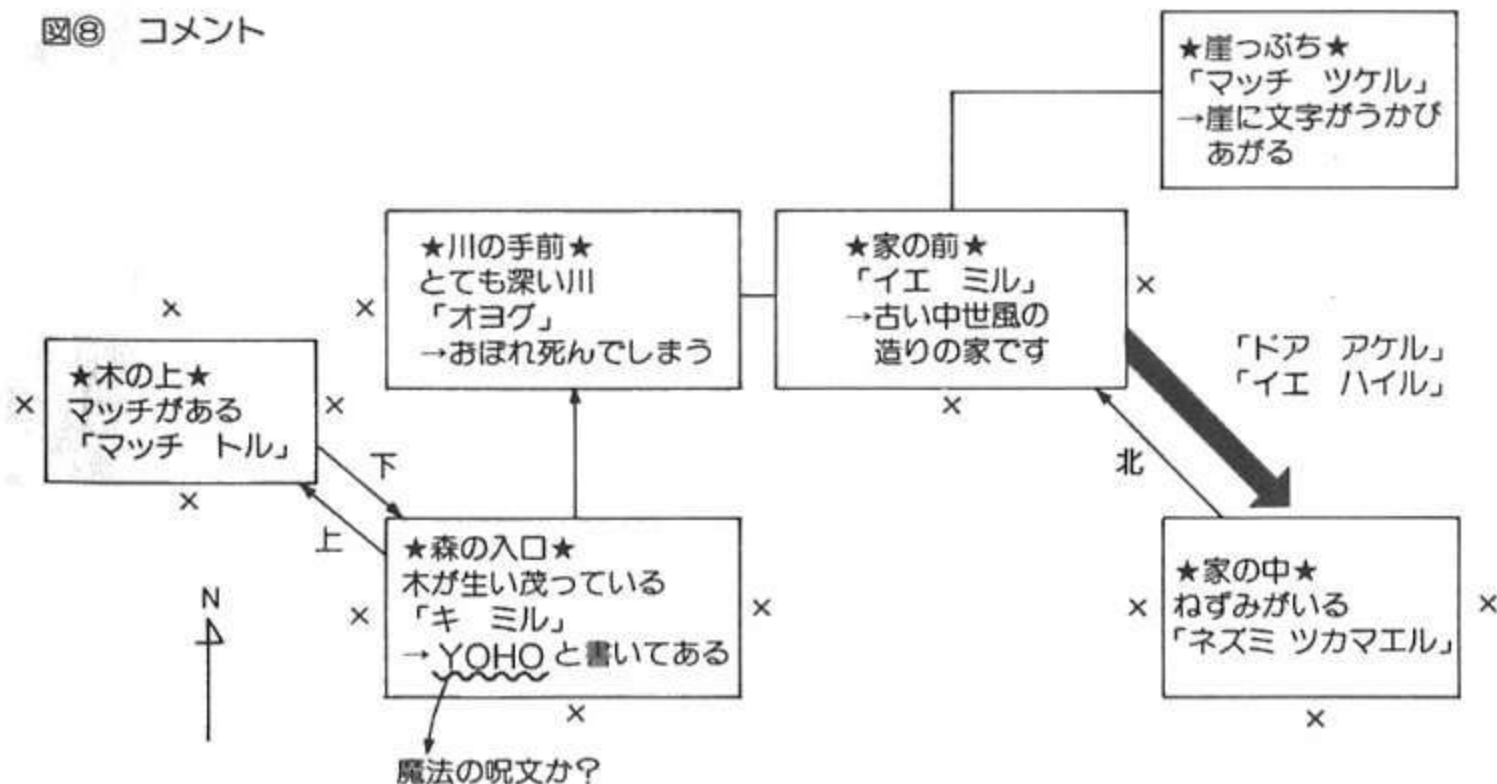 図⑧ コメント
★崖つぷち★
「マッチ ツケル」
→崖に文字がうかび
あがる
★川の手前★
とても深い川
「オヨグ」
→おぼれ死んでしまう
★家の前★
「イエ ミル」
→古い中世風の
造りの家です
×
×
×
「ドア アケル」
「イエ ハイル」
★木の上★
マッチがある
「マッチ トル」
×
×
×
×
下
上
北
★森の入口★
木が生い茂っている
「キ ミル」
→YOHOと書いてある
×
×
×
N
★家の中★
ねずみがいる
「ネズミ ツカマエル」
×
×
×
魔法の呪文か?